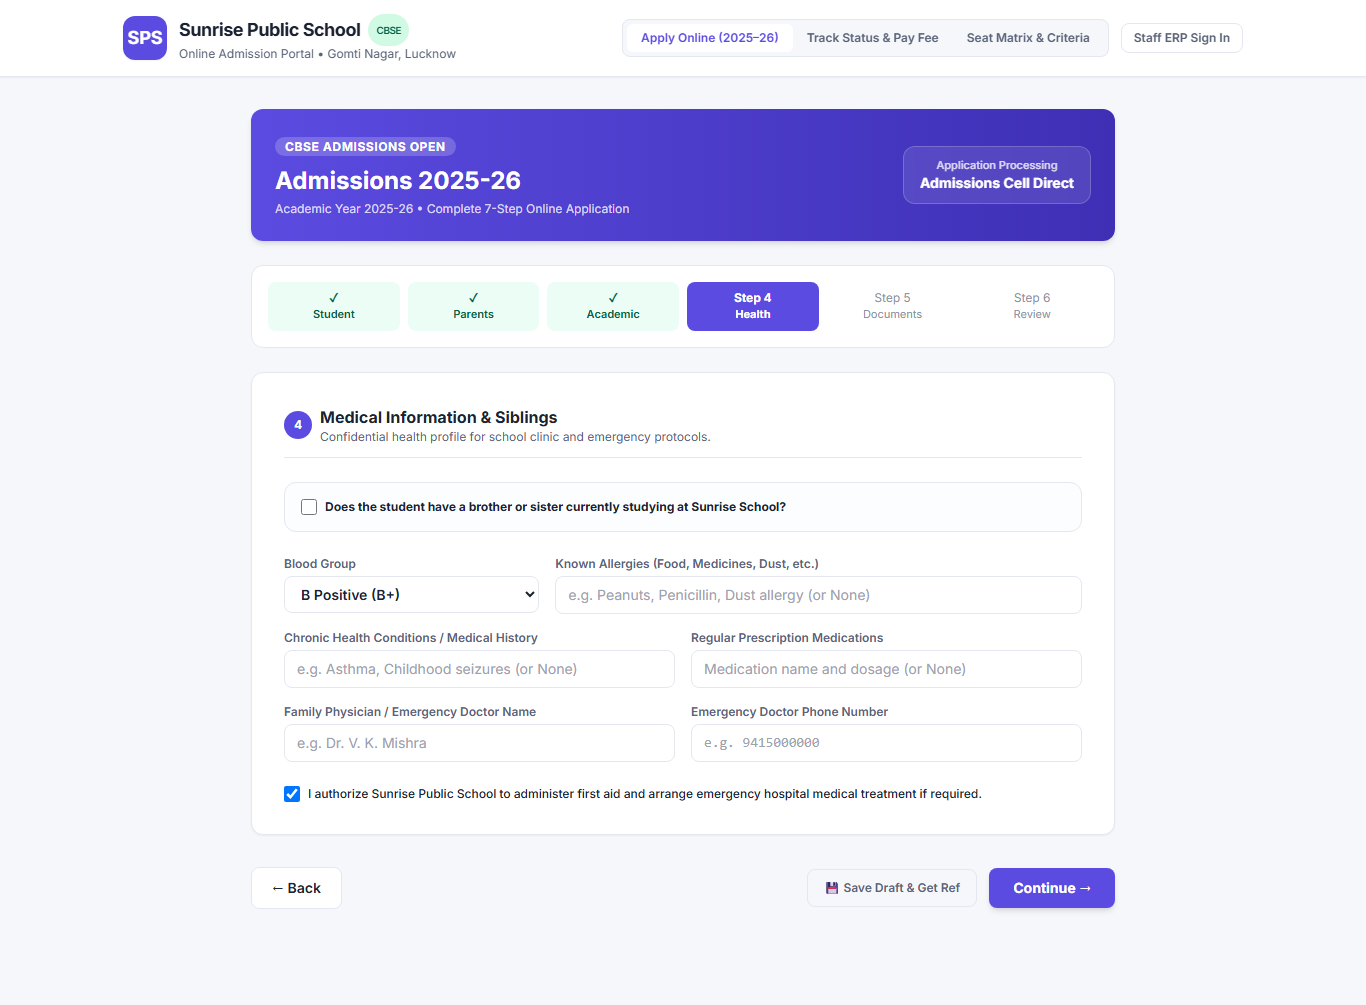 SPS
Sunrise Public School
CBSE
Online Admission Portal • Gomti Nagar, Lucknow
Apply Online (2025–26)
Track Status & Pay Fee
Seat Matrix & Criteria
Staff ERP Sign In
CBSE ADMISSIONS OPEN
Admissions 2025-26
Academic Year 2025-26 • Complete 7-Step Online Application
Application Processing
Admissions Cell Direct
✓
Student
✓
Parents
✓
Academic
Step 4
Health
Step 5
Documents
Step 6
Review
4
Medical Information & Siblings
Confidential health profile for school clinic and emergency protocols.
Does the student have a brother or sister currently studying at Sunrise School?
Blood Group
B Positive (B+)
Known Allergies (Food, Medicines, Dust, etc.)
e.g. Peanuts, Penicillin, Dust allergy (or None)
Chronic Health Conditions / Medical History
e.g. Asthma, Childhood seizures (or None)
Regular Prescription Medications
Medication name and dosage (or None)
Family Physician / Emergency Doctor Name
e.g. Dr. V. K. Mishra
Emergency Doctor Phone Number
e.g. 9415000000
I authorize Sunrise Public School to administer first aid and arrange emergency hospital medical treatment if required.
← Back
💾 Save Draft & Get Ref
Continue →